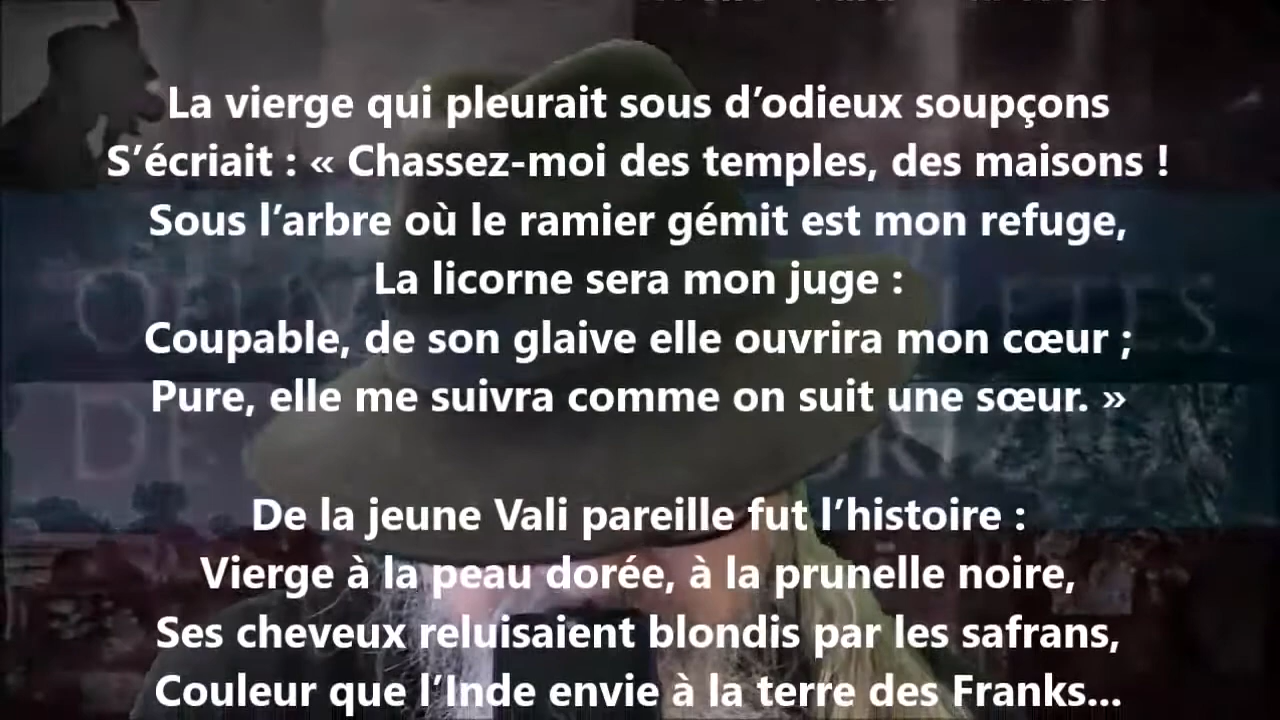 La vierge qui pleurait sous d’odieux soupçons
S’écriait : « Chassez-moi des temples, des maisons !
Sous l’arbre où le ramier gémit est mon refuge,
La licorne sera mon juge :
Coupable, de son glaive elle ouvrira mon cœur ;
Pure, elle me suivra comme on suit une sœur. »
De la jeune Vali pareille fut l’histoire :
Vierge à la peau dorée, à la prunelle noire,
Ses cheveux reluisaient blondis par les safrans,
Couleur que l’Inde envie à la terre des Franks...